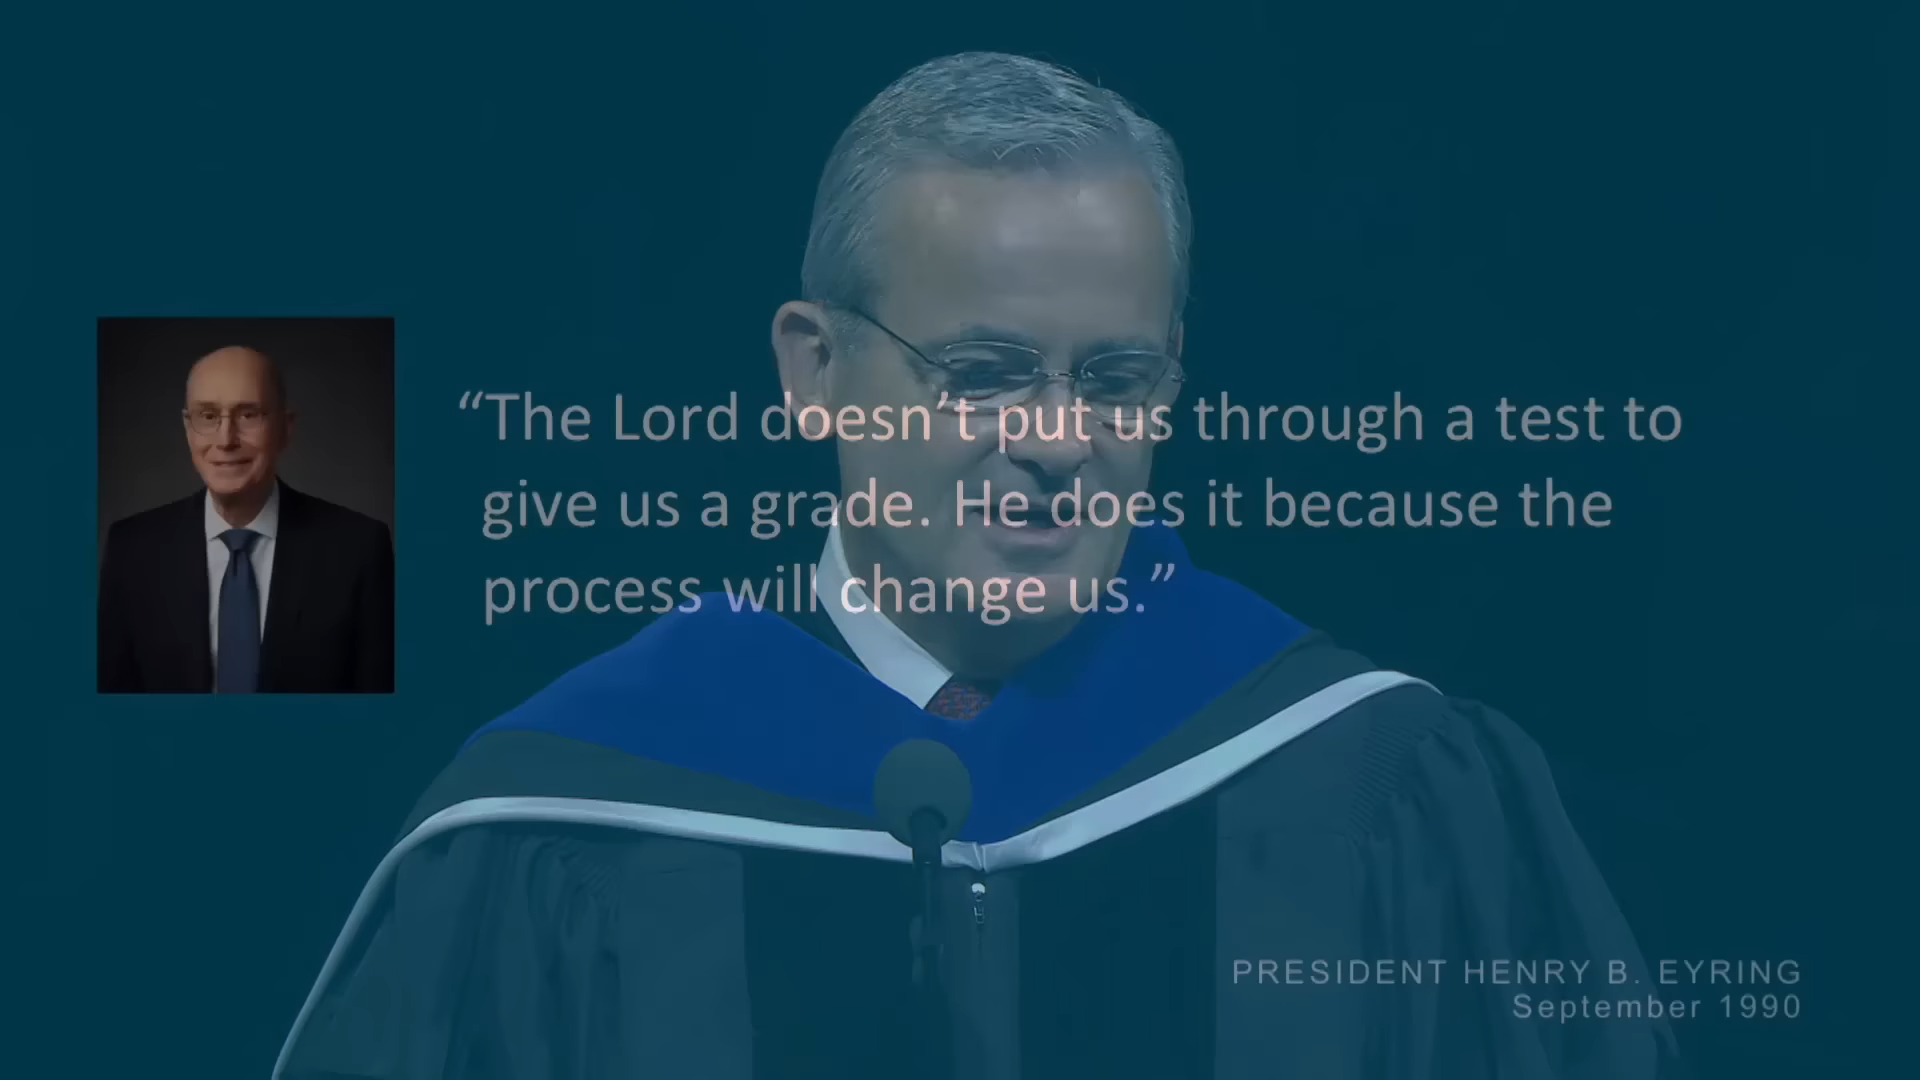 “The Lord doesn’t put us through a test to
give us a grade. He does it because the
process will change us.”
PRESIDENT HENRY B. EYRING
September 1990